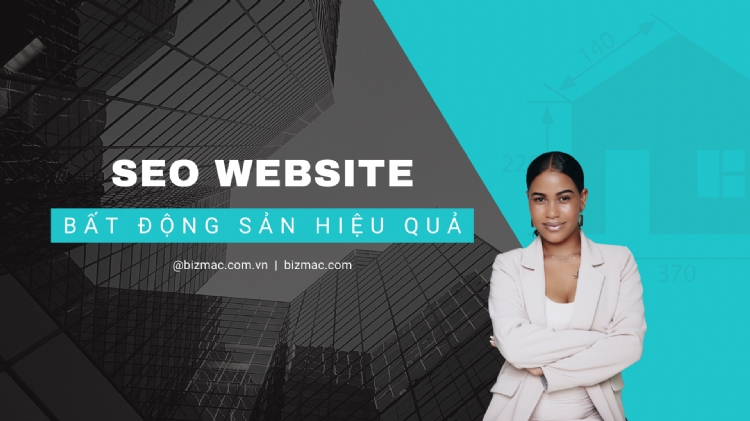 SEO WEBSITE
BẤT ĐỘNG SẢN HIỆU QUẢ
@bizmac.com.vn | bizmac.com
140
370